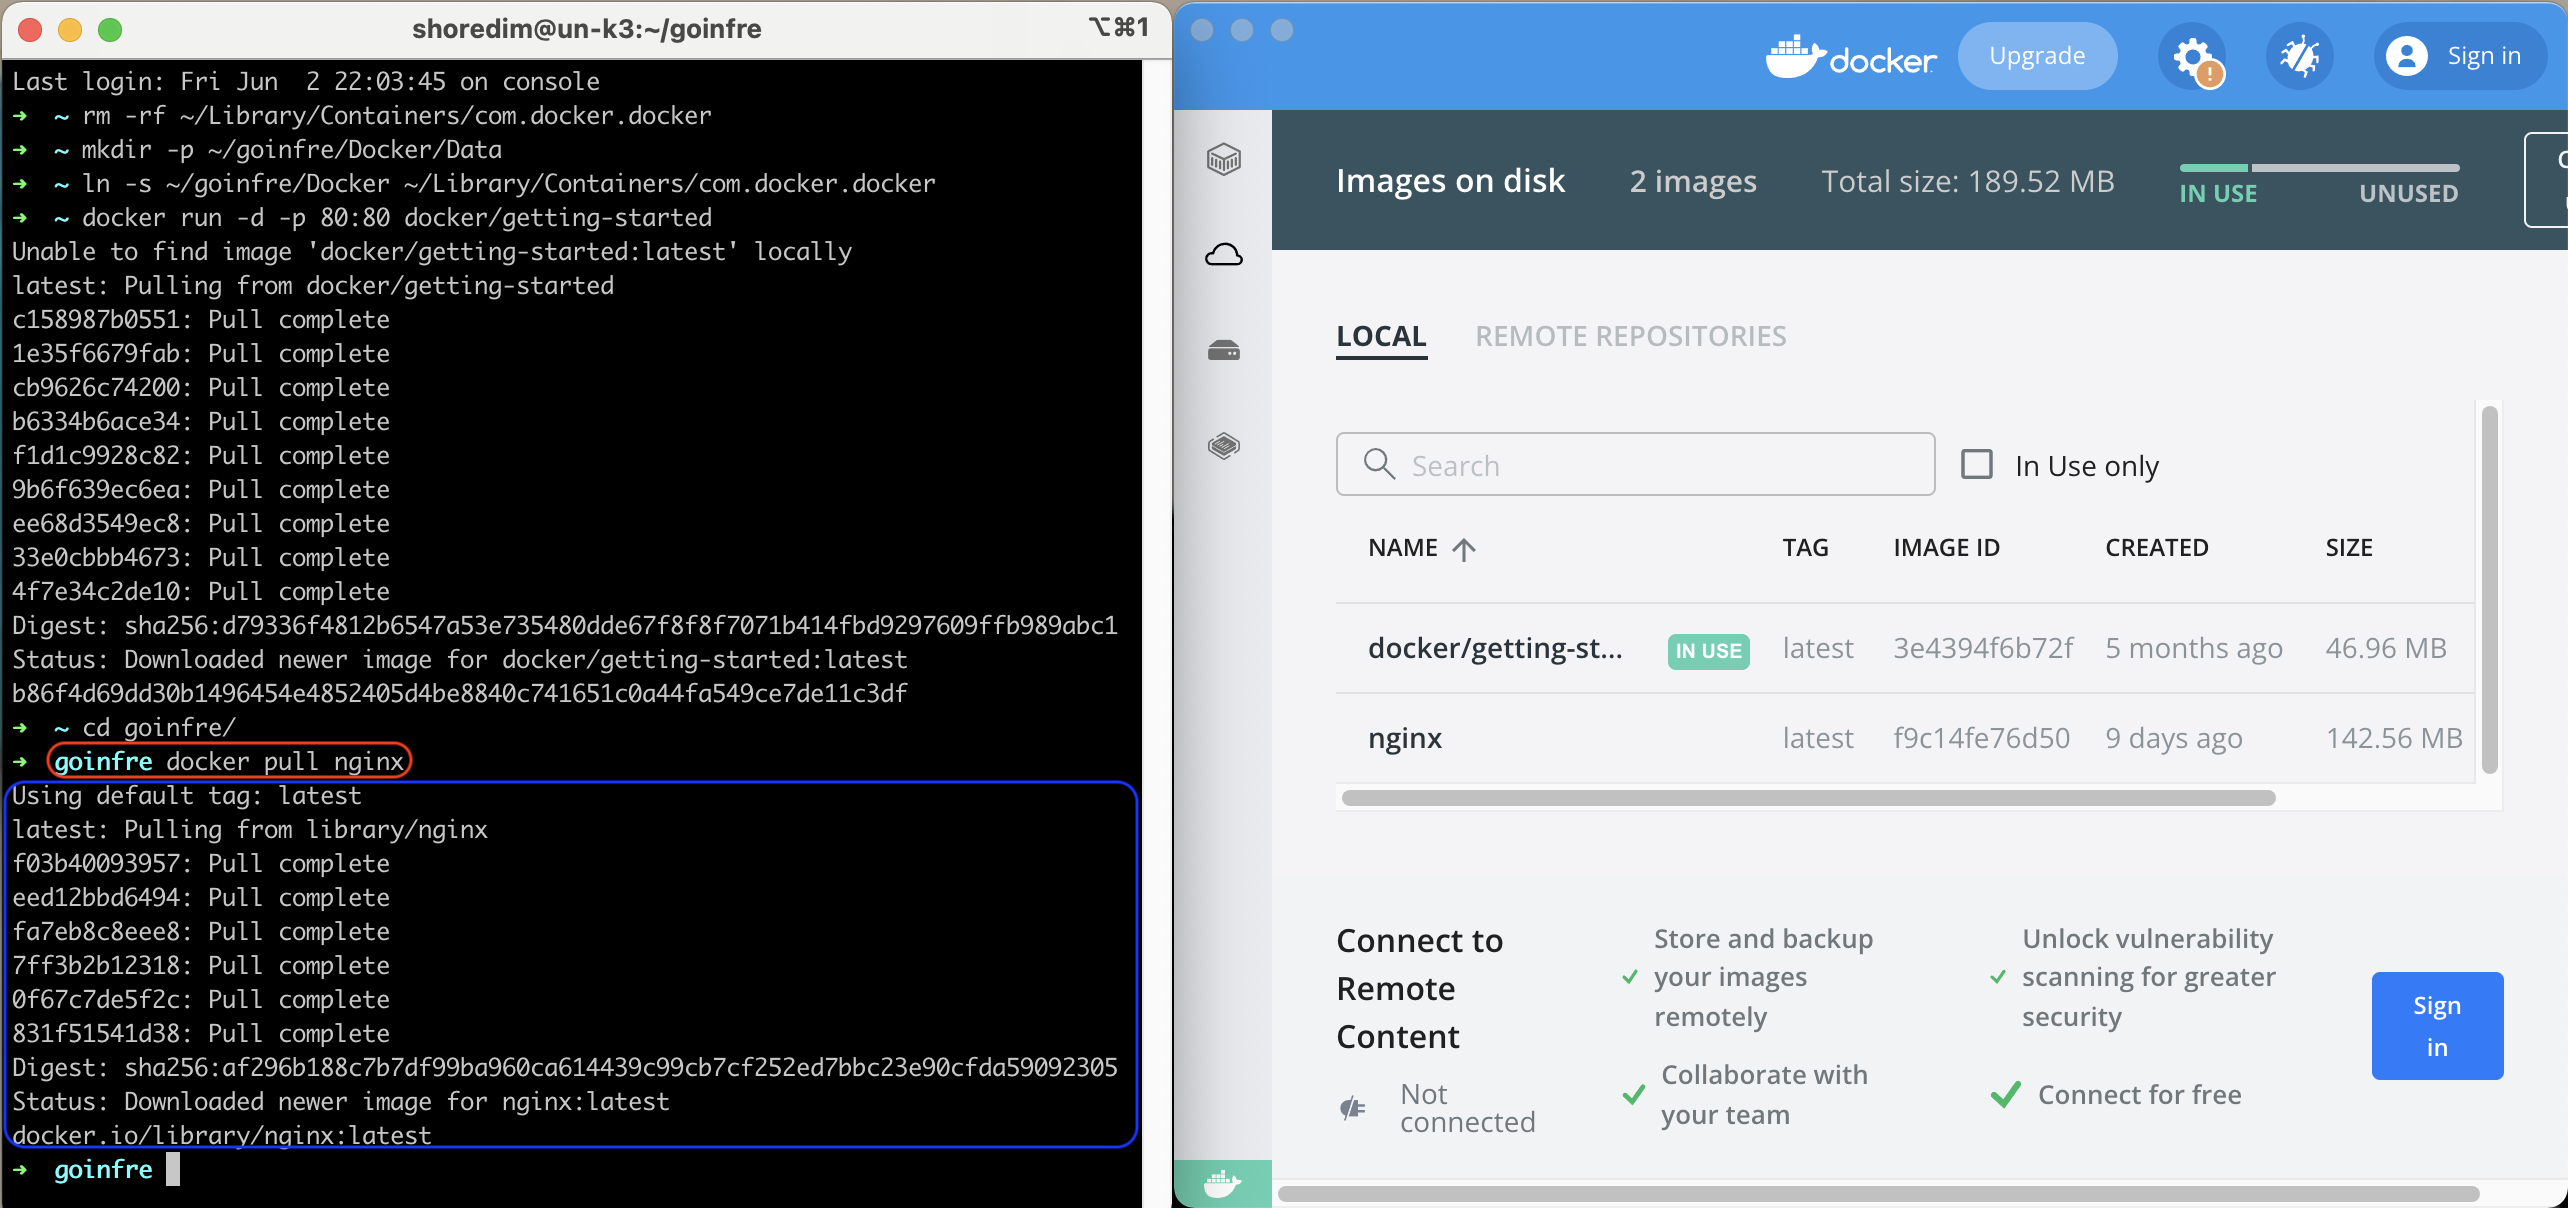 shoredim@un-k3:~/goinfre
⌥⌘1
Last login: Fri Jun  2 22:03:45 on console
➜  ~ rm -rf ~/Library/Containers/com.docker.docker
➜  ~ mkdir -p ~/goinfre/Docker/Data
➜  ~ ln -s ~/goinfre/Docker ~/Library/Containers/com.docker.docker
➜  ~ docker run -d -p 80:80 docker/getting-started
Unable to find image 'docker/getting-started:latest' locally
latest: Pulling from docker/getting-started
c158987b0551: Pull complete
1e35f6679fab: Pull complete
cb9626c74200: Pull complete
b6334b6ace34: Pull complete
f1d1c9928c82: Pull complete
9b6f639ec6ea: Pull complete
ee68d3549ec8: Pull complete
33e0cbbb4673: Pull complete
4f7e34c2de10: Pull complete
Digest: sha256:d79336f4812b6547a53e735480dde67f8f8f7071b414fbd9297609ffb989abc1
Status: Downloaded newer image for docker/getting-started:latest
b86f4d69dd30b1496454e4852405d4be8840c741651c0a44fa549ce7de11c3df
➜  ~ cd goinfre/
➜  goinfre docker pull nginx
Using default tag: latest
latest: Pulling from library/nginx
f03b40093957: Pull complete
eed12bbd6494: Pull complete
fa7eb8c8eee8: Pull complete
7ff3b2b12318: Pull complete
0f67c7de5f2c: Pull complete
831f51541d38: Pull complete
Digest: sha256:af296b188c7b7df99ba960ca614439c99cb7cf252ed7bbc23e90cfda59092305
Status: Downloaded newer image for nginx:latest
docker.io/library/nginx:latest
➜  goinfre
docker
Upgrade
Sign in
Images on disk
2 images
Total size: 189.52 MB
IN USE
UNUSED
LOCAL
REMOTE REPOSITORIES
Search
In Use only
NAME ↑ TAG IMAGE ID CREATED SIZE
docker/getting-st... IN USE latest 3e4394f6b72f 5 months ago 46.96 MB
nginx latest f9c14fe76d50 9 days ago 142.56 MB
Connect to
Remote
Content
Not
connected
Store and backup
your images
remotely
Collaborate with
your team
Unlock vulnerability
scanning for greater
security
Connect for free
Sign
in